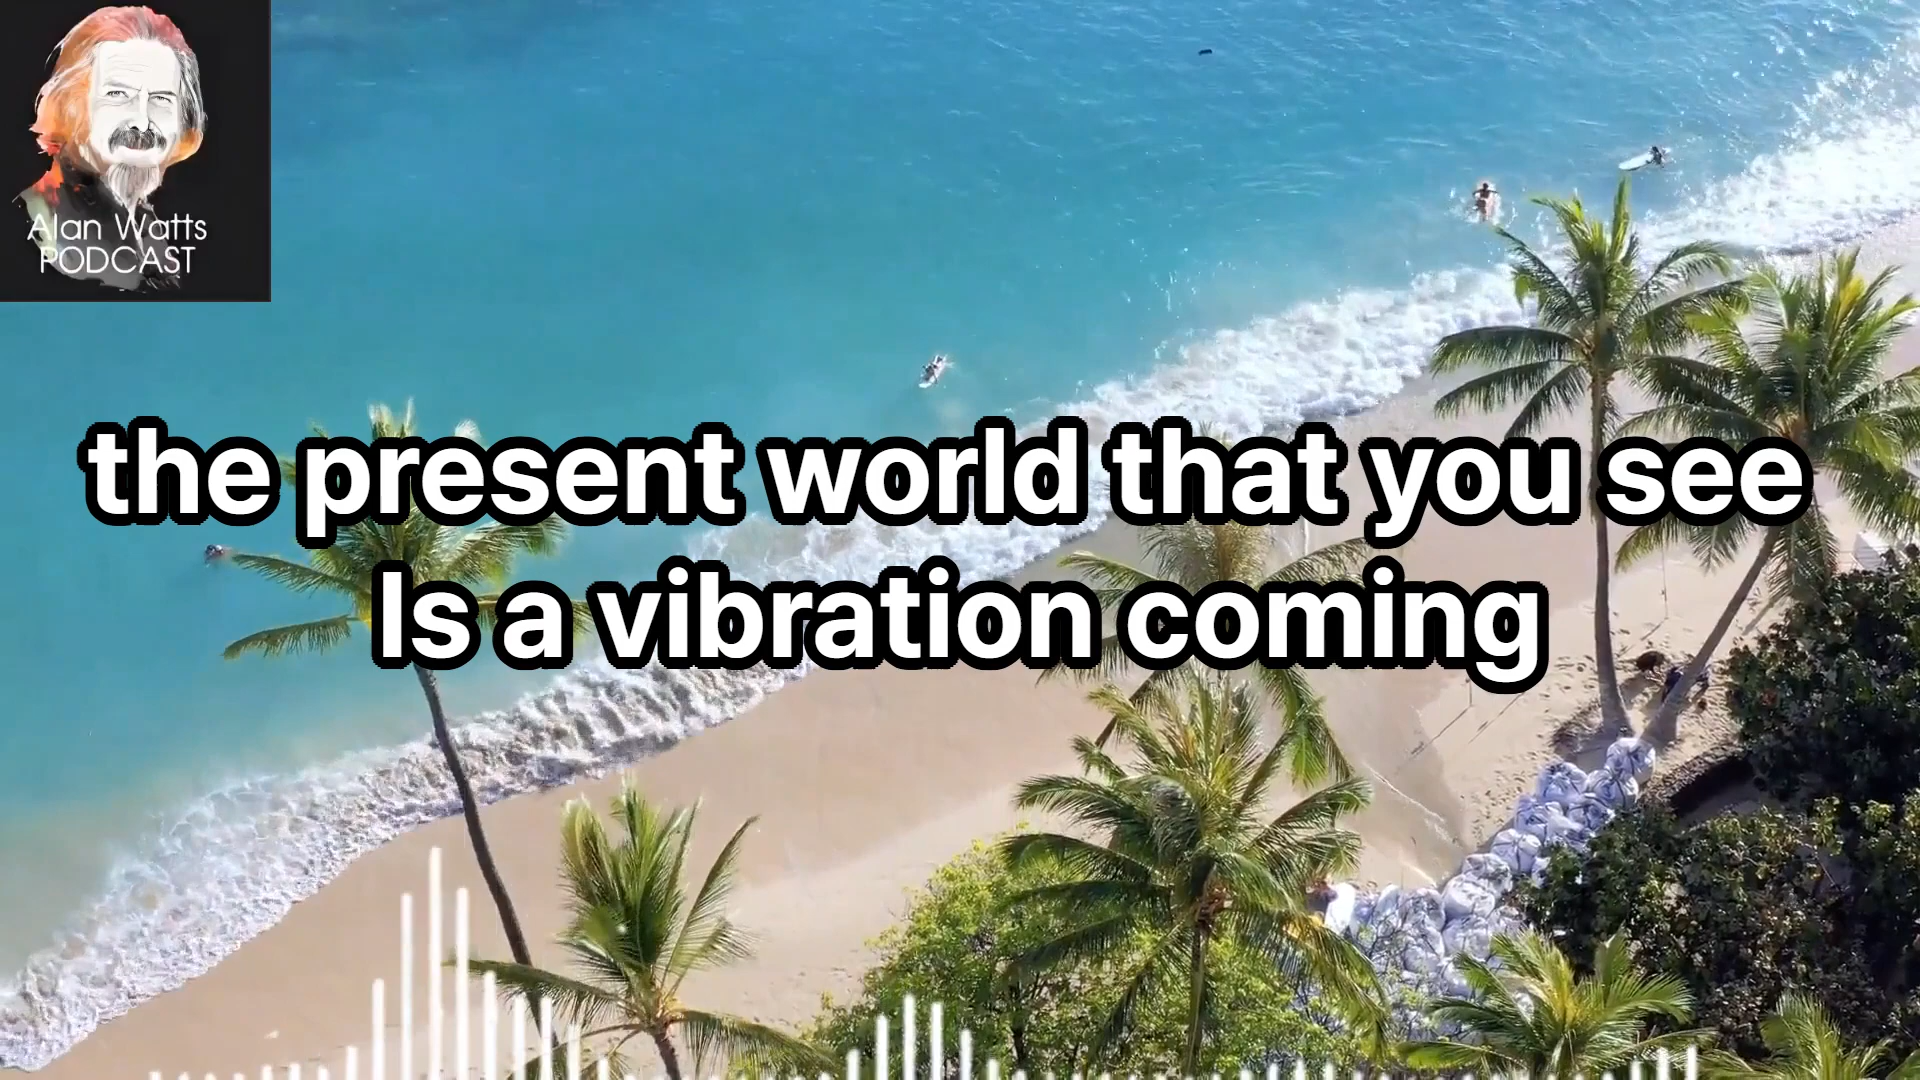 Alan Watts
PODCAST
the present world that you see
Is a vibration coming